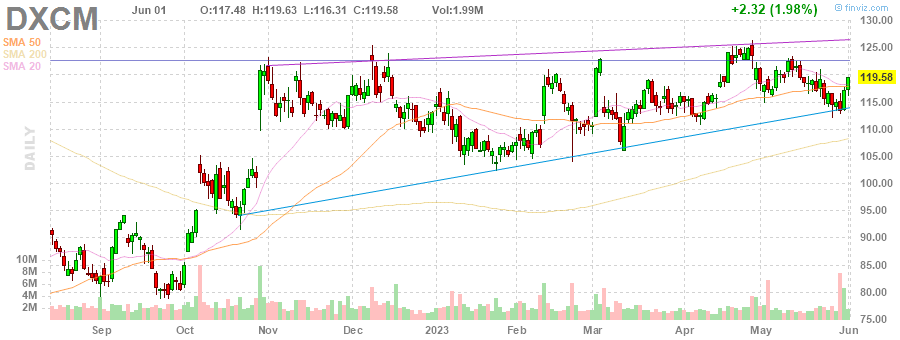 DXCM Jun 01 O:117.48 H:119.63 L:116.31 C:119.58 Vol:1.99M +2.32 (1.98%) © finviz.com
SMA 50
SMA 200
SMA 20
DAILY
130.00
125.00
119.58
115.00
110.00
105.00
100.00
95.00
90.00
85.00
80.00
75.00
10M
8M
6M
4M
2M
Sep Oct Nov Dec 2023 Feb Mar Apr May Jun